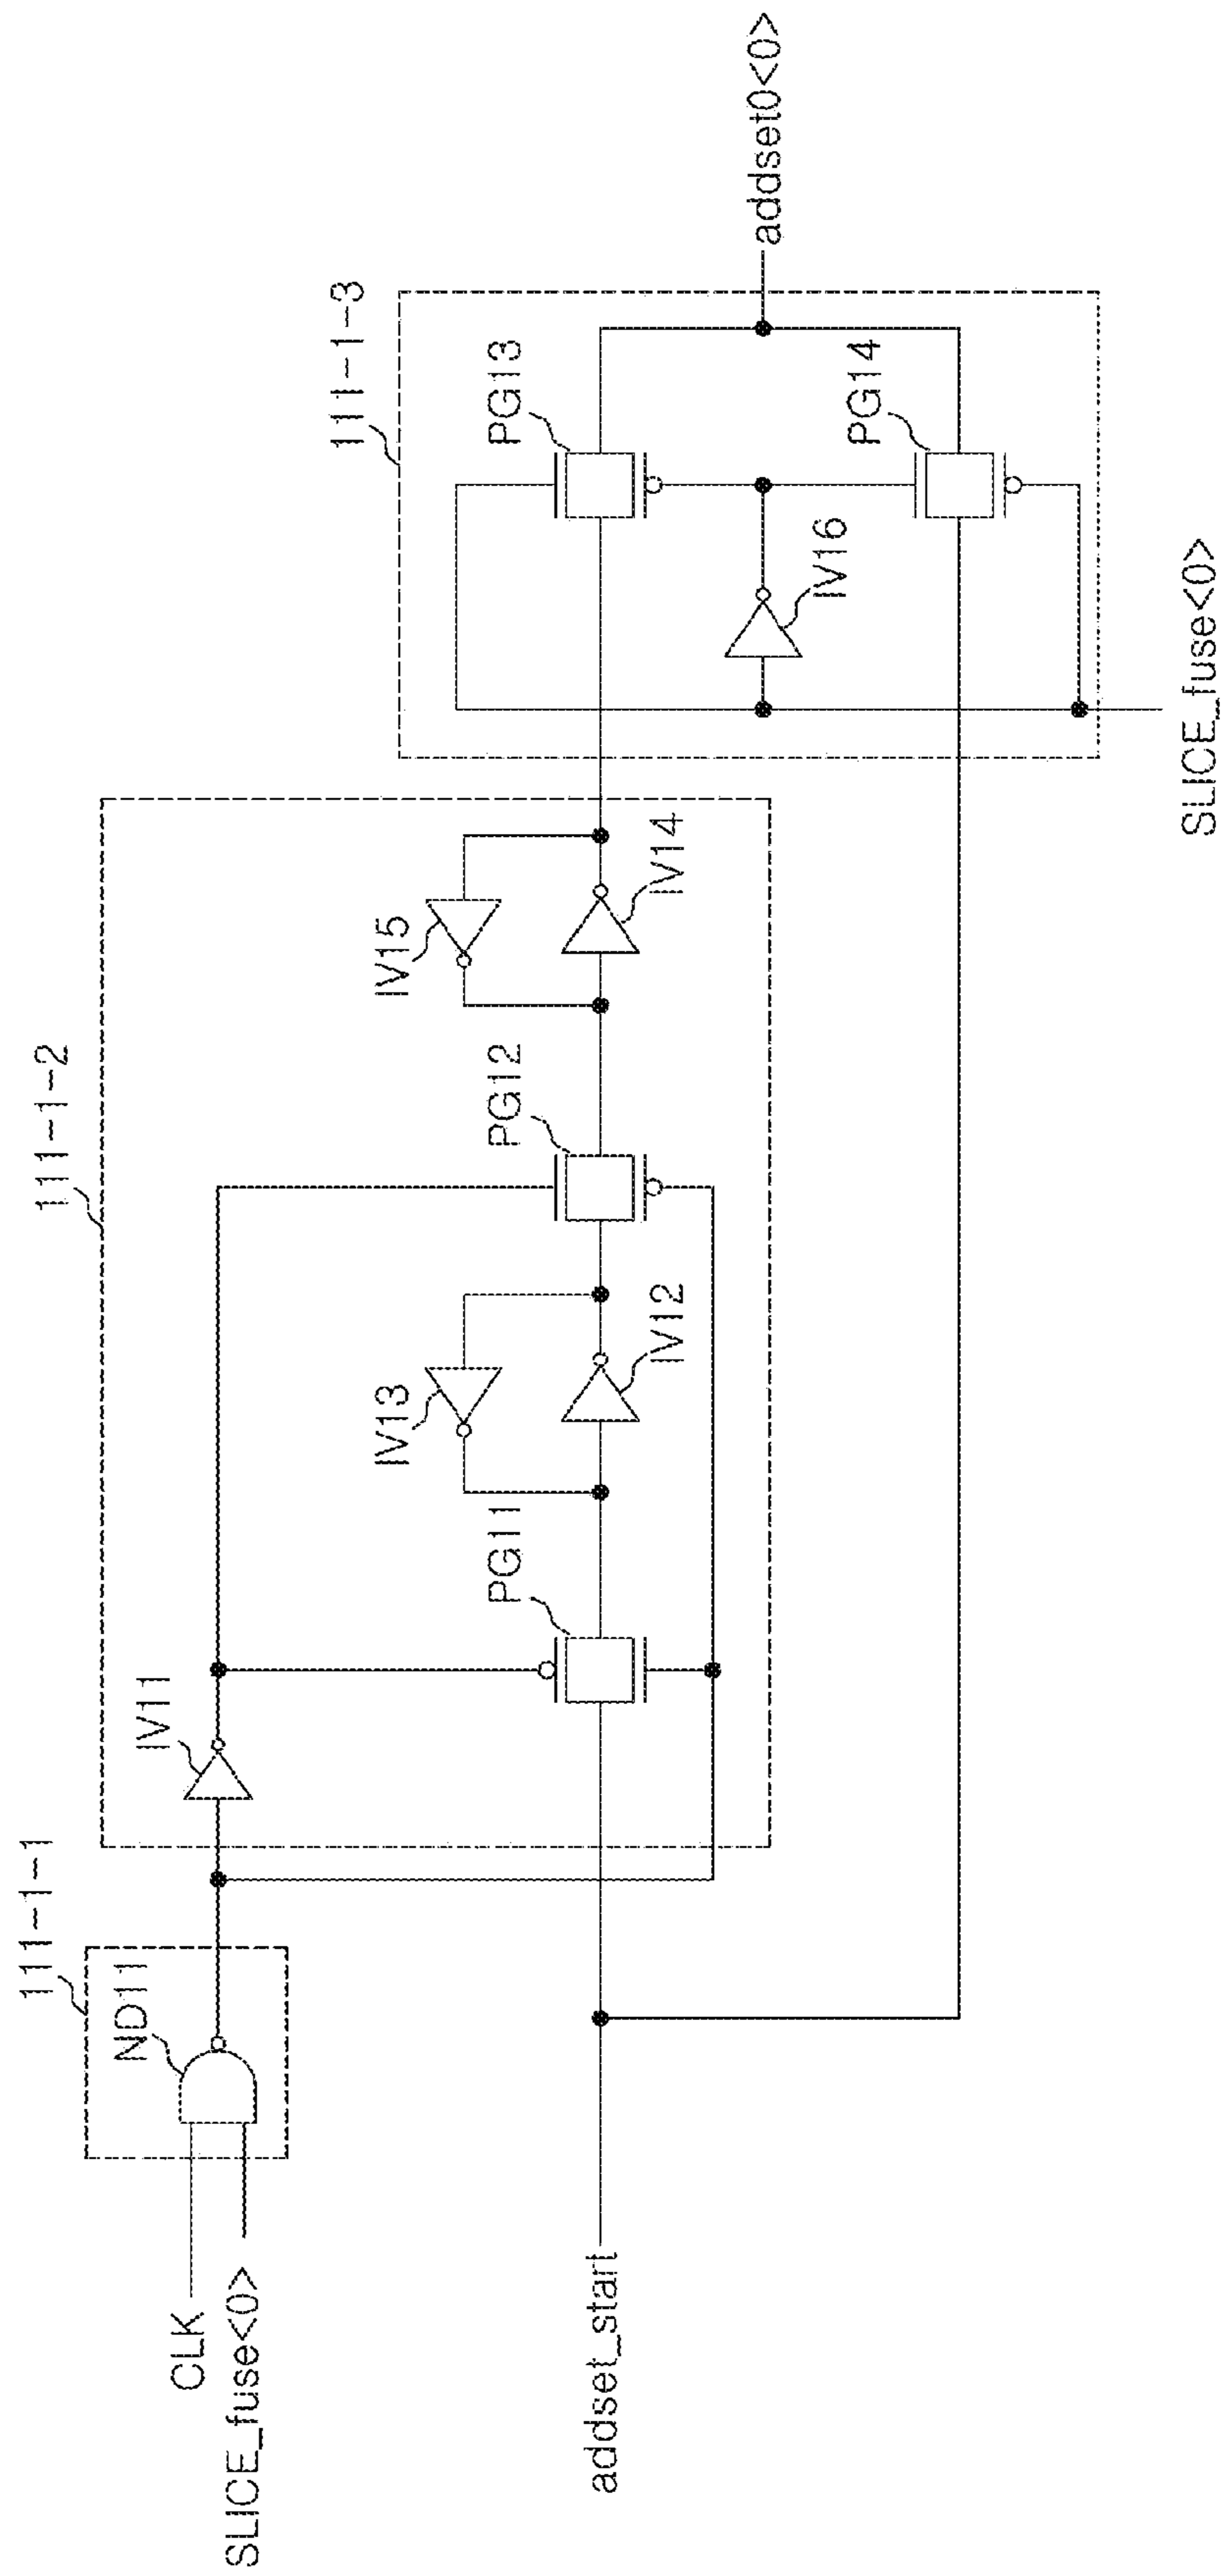 111-1-1
ND11
CLK
SLICE_fuse<0>
111-1-2
IV11
PG11
IV13
IV12
PG12
IV15
IV14
addset_start
111-1-3
PG13
IV16
PG14
addset0<0>
SLICE_fuse<0>